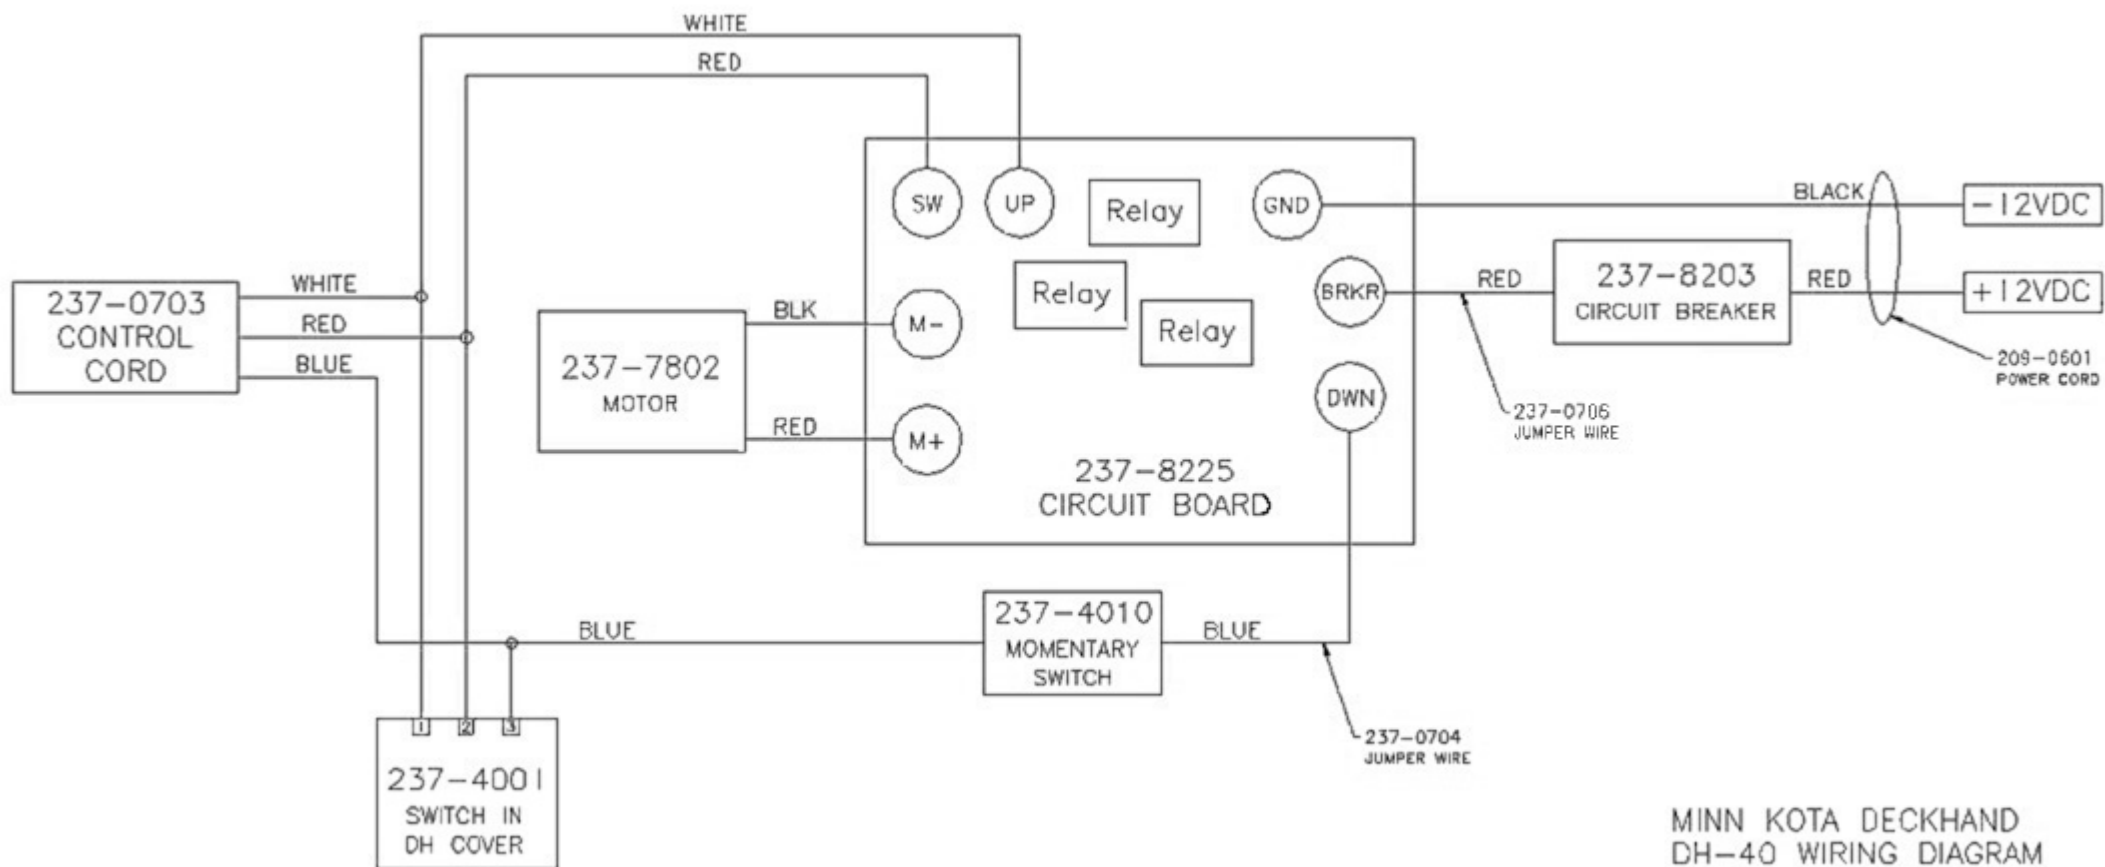 WHITE
RED
SW
UP
Relay
GND
BLACK
-12VDC
237-0703
CONTROL
CORD
WHITE
RED
BLUE
237-7802
MOTOR
BLK
RED
M-
M+
Relay
Relay
BRKR
RED
237-8203
CIRCUIT BREAKER
RED
+12VDC
209-0601
POWER CORD
DWN
237-0706
JUMPER WIRE
237-8225
CIRCUIT BOARD
BLUE
237-4010
MOMENTARY
SWITCH
BLUE
237-0704
JUMPER WIRE
1 2 3
237-4001
SWITCH IN
DH COVER
MINN KOTA DECKHAND
DH-40 WIRING DIAGRAM